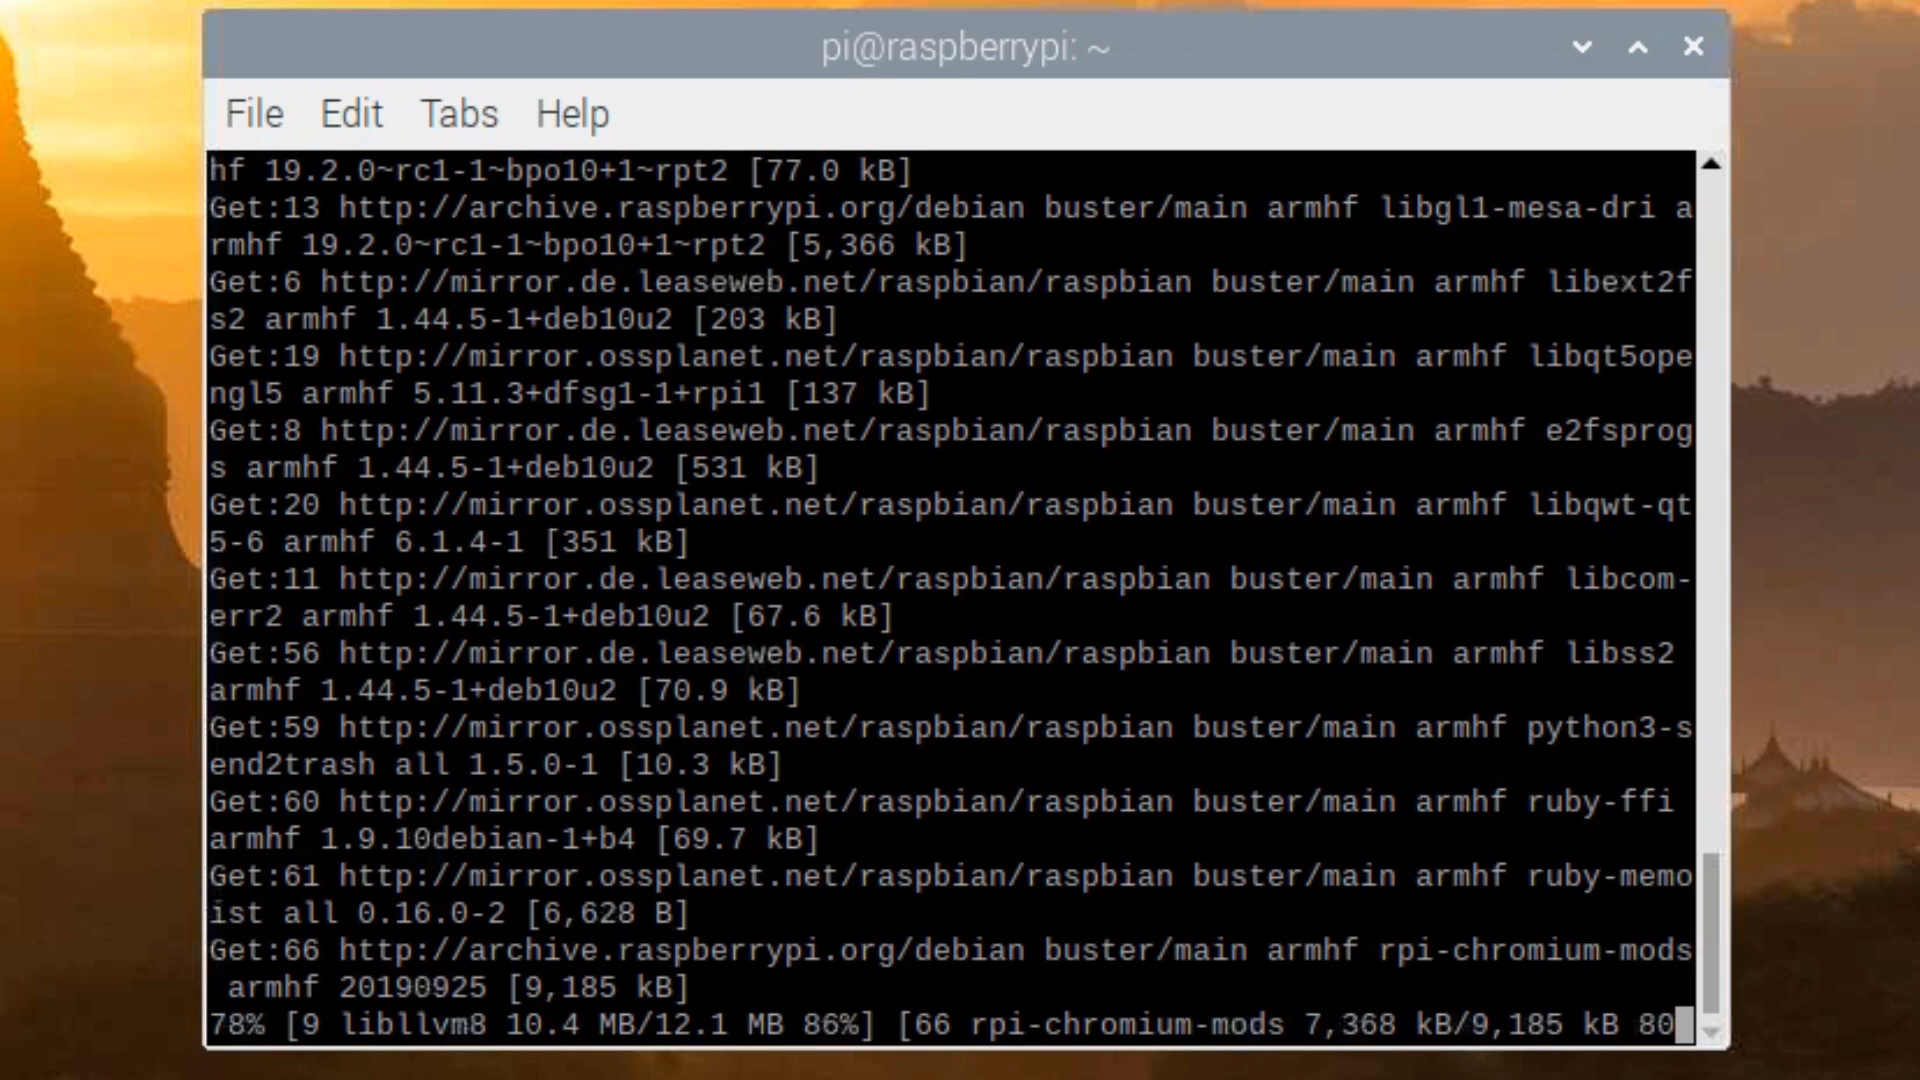 pi@raspberrypi: ~
File Edit Tabs Help
hf 19.2.0~rc1-1~bpo10+1~rpt2 [77.0 kB]
Get:13 http://archive.raspberrypi.org/debian buster/main armhf libgl1-mesa-dri a
rmhf 19.2.0~rc1-1~bpo10+1~rpt2 [5,366 kB]
Get:6 http://mirror.de.leaseweb.net/raspbian/raspbian buster/main armhf libext2f
s2 armhf 1.44.5-1+deb10u2 [203 kB]
Get:19 http://mirror.ossplanet.net/raspbian/raspbian buster/main armhf libqt5ope
ngl5 armhf 5.11.3+dfsg1-1+rpi1 [137 kB]
Get:8 http://mirror.de.leaseweb.net/raspbian/raspbian buster/main armhf e2fsprog
s armhf 1.44.5-1+deb10u2 [531 kB]
Get:20 http://mirror.ossplanet.net/raspbian/raspbian buster/main armhf libqwt-qt
5-6 armhf 6.1.4-1 [351 kB]
Get:11 http://mirror.de.leaseweb.net/raspbian/raspbian buster/main armhf libcom-
err2 armhf 1.44.5-1+deb10u2 [67.6 kB]
Get:56 http://mirror.de.leaseweb.net/raspbian/raspbian buster/main armhf libss2
armhf 1.44.5-1+deb10u2 [70.9 kB]
Get:59 http://mirror.ossplanet.net/raspbian/raspbian buster/main armhf python3-s
end2trash all 1.5.0-1 [10.3 kB]
Get:60 http://mirror.ossplanet.net/raspbian/raspbian buster/main armhf ruby-ffi
armhf 1.9.10debian-1+b4 [69.7 kB]
Get:61 http://mirror.ossplanet.net/raspbian/raspbian buster/main armhf ruby-memo
ist all 0.16.0-2 [6,628 B]
Get:66 http://archive.raspberrypi.org/debian buster/main armhf rpi-chromium-mods
 armhf 20190925 [9,185 kB]
78% [9 libllvm8 10.4 MB/12.1 MB 86%] [66 rpi-chromium-mods 7,368 kB/9,185 kB 80